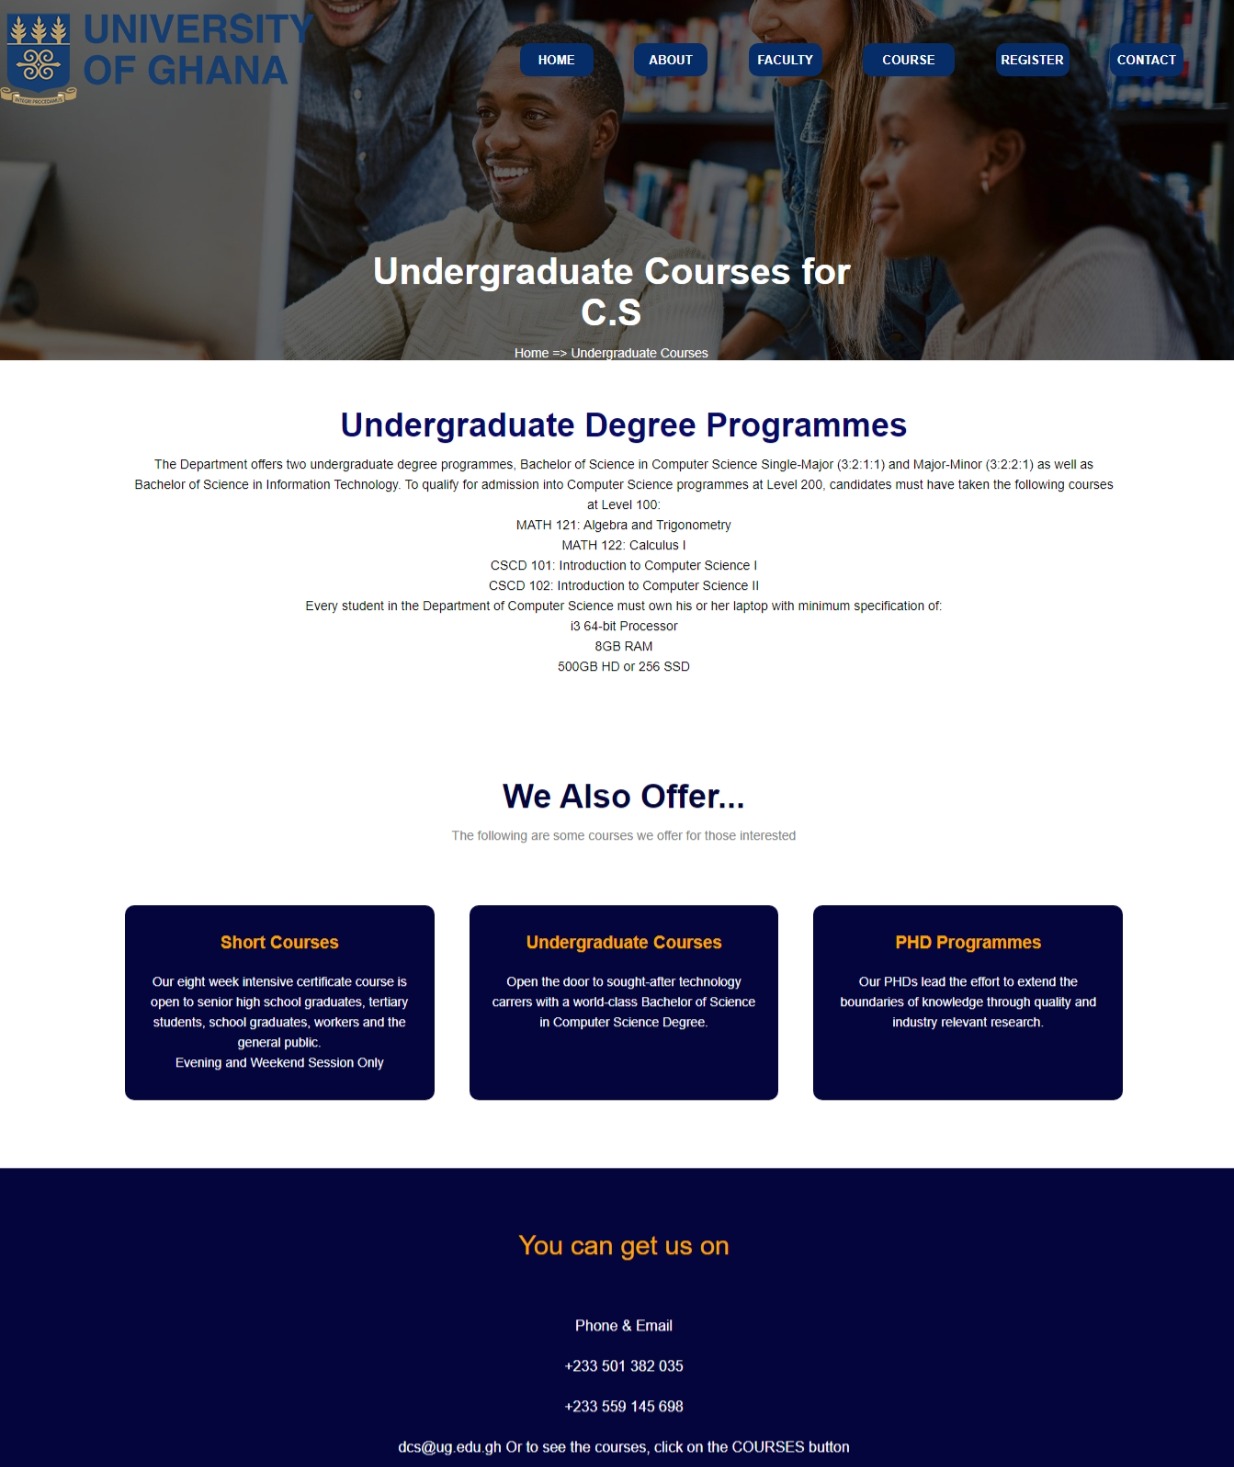 UNIVERSITY
OF GHANA
INTEGRI PROCEDAMUS
HOME
ABOUT
FACULTY
COURSE
REGISTER
CONTACT
Undergraduate Courses for
C.S
Home => Undergraduate Courses
Undergraduate Degree Programmes
The Department offers two undergraduate degree programmes, Bachelor of Science in Computer Science Single-Major (3:2:1:1) and Major-Minor (3:2:2:1) as well as
Bachelor of Science in Information Technology. To qualify for admission into Computer Science programmes at Level 200, candidates must have taken the following courses
at Level 100:
MATH 121: Algebra and Trigonometry
MATH 122: Calculus I
CSCD 101: Introduction to Computer Science I
CSCD 102: Introduction to Computer Science II
Every student in the Department of Computer Science must own his or her laptop with minimum specification of:
i3 64-bit Processor
8GB RAM
500GB HD or 256 SSD
We Also Offer...
The following are some courses we offer for those interested
Short Courses
Our eight week intensive certificate course is
open to senior high school graduates, tertiary
students, school graduates, workers and the
general public.
Evening and Weekend Session Only
Undergraduate Courses
Open the door to sought-after technology
carrers with a world-class Bachelor of Science
in Computer Science Degree.
PHD Programmes
Our PHDs lead the effort to extend the
boundaries of knowledge through quality and
industry relevant research.
You can get us on
Phone & Email
+233 501 382 035
+233 559 145 698
dcs@ug.edu.gh Or to see the courses, click on the COURSES button